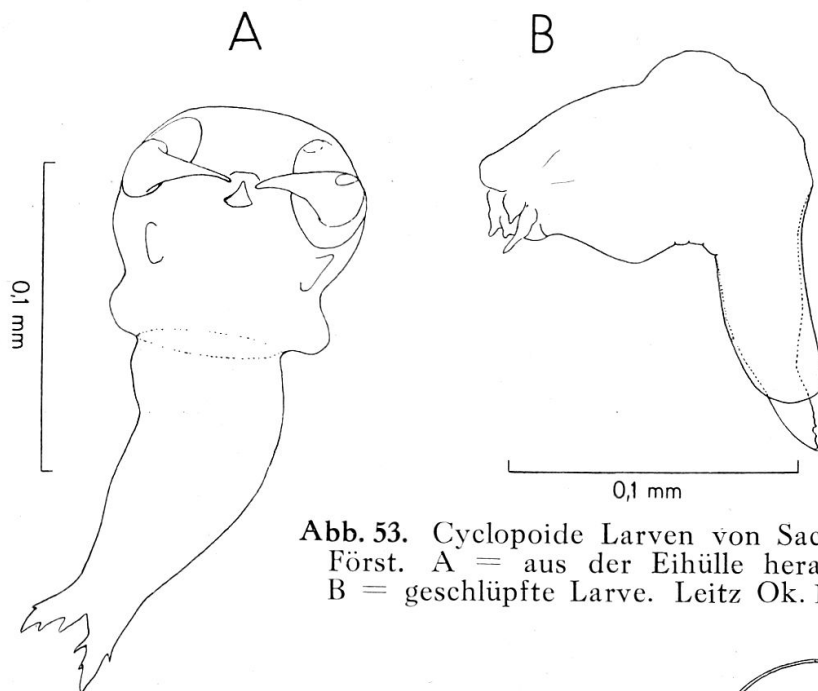 A
B
0,1 mm
0,1 mm
Abb. 53. Cyclopoide Larven von
Först. A = aus der Eihülle
B = geschlüpfte Larve. Leitz Ok.